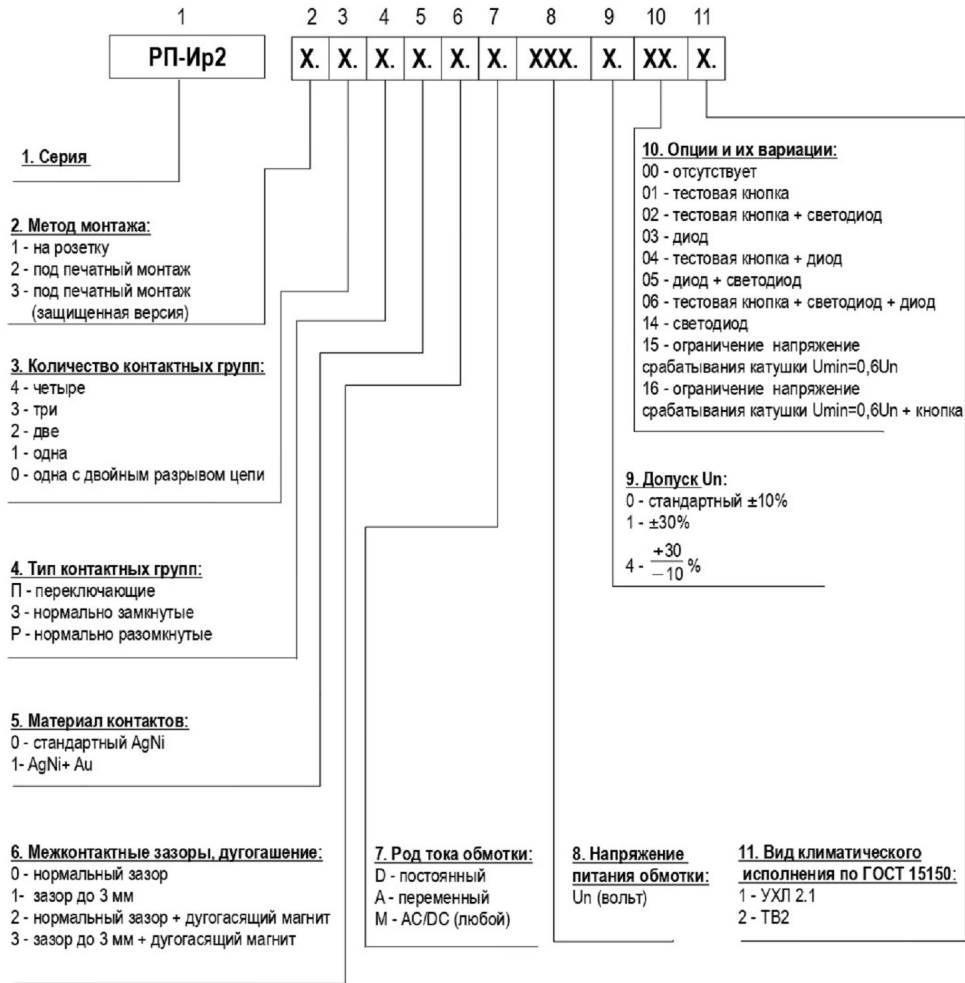 1 2 3 4 5 6 7 8 9 10 11
РП-Ир2 Х. Х. Х. Х. Х. Х. ХХХ. Х. ХХ. Х.
1. Серия
2. Метод монтажа:
1 - на розетку
2 - под печатный монтаж
3 - под печатный монтаж
(защищенная версия)
3. Количество контактных групп:
4 - четыре
3 - три
2 - две
1 - одна
0 - одна с двойным разрывом цепи
4. Тип контактных групп:
П - переключающие
З - нормально замкнутые
Р - нормально разомкнутые
5. Материал контактов:
0 - стандартный AgNi
1- AgNi+ Au
6. Межконтактные зазоры, дугогашение:
0 - нормальный зазор
1- зазор до 3 мм
2 - нормальный зазор + дугогасящий магнит
3 - зазор до 3 мм + дугогасящий магнит
7. Род тока обмотки:
D - постоянный
А - переменный
М - AC/DC (любой)
8. Напряжение
питания обмотки:
Un (вольт)
9. Допуск Un:
0 - стандартный ±10%
1 - ±30%
4 - +30/−10 %
10. Опции и их вариации:
00 - отсутствует
01 - тестовая кнопка
02 - тестовая кнопка + светодиод
03 - диод
04 - тестовая кнопка + диод
05 - диод + светодиод
06 - тестовая кнопка + светодиод + диод
14 - светодиод
15 - ограничение напряжение
срабатывания катушки Umin=0,6Un
16 - ограничение напряжение
срабатывания катушки Umin=0,6Un + кнопка
11. Вид климатического
исполнения по ГОСТ 15150:
1 - УХЛ 2.1
2 - ТВ2